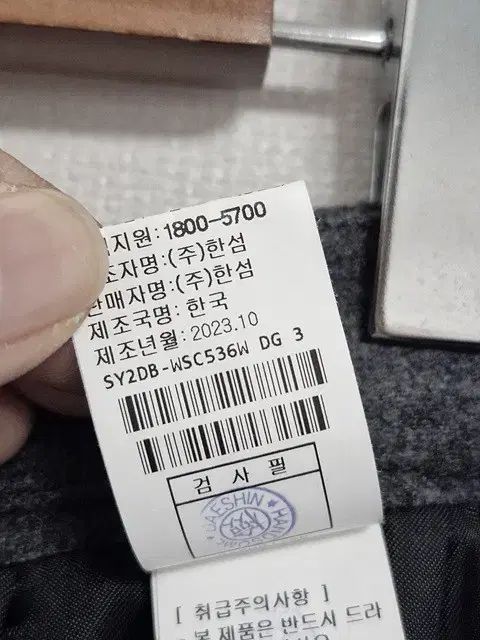 지원:1800-5700
조자명:(주)한섬
판매자명:(주)한섬
제조국명: 한국
제조년월: 2023.10
SY2DB-WSC536W DG 3
검 사 필
[ 취급주의사항 ]
본 제품은 반드시 드라